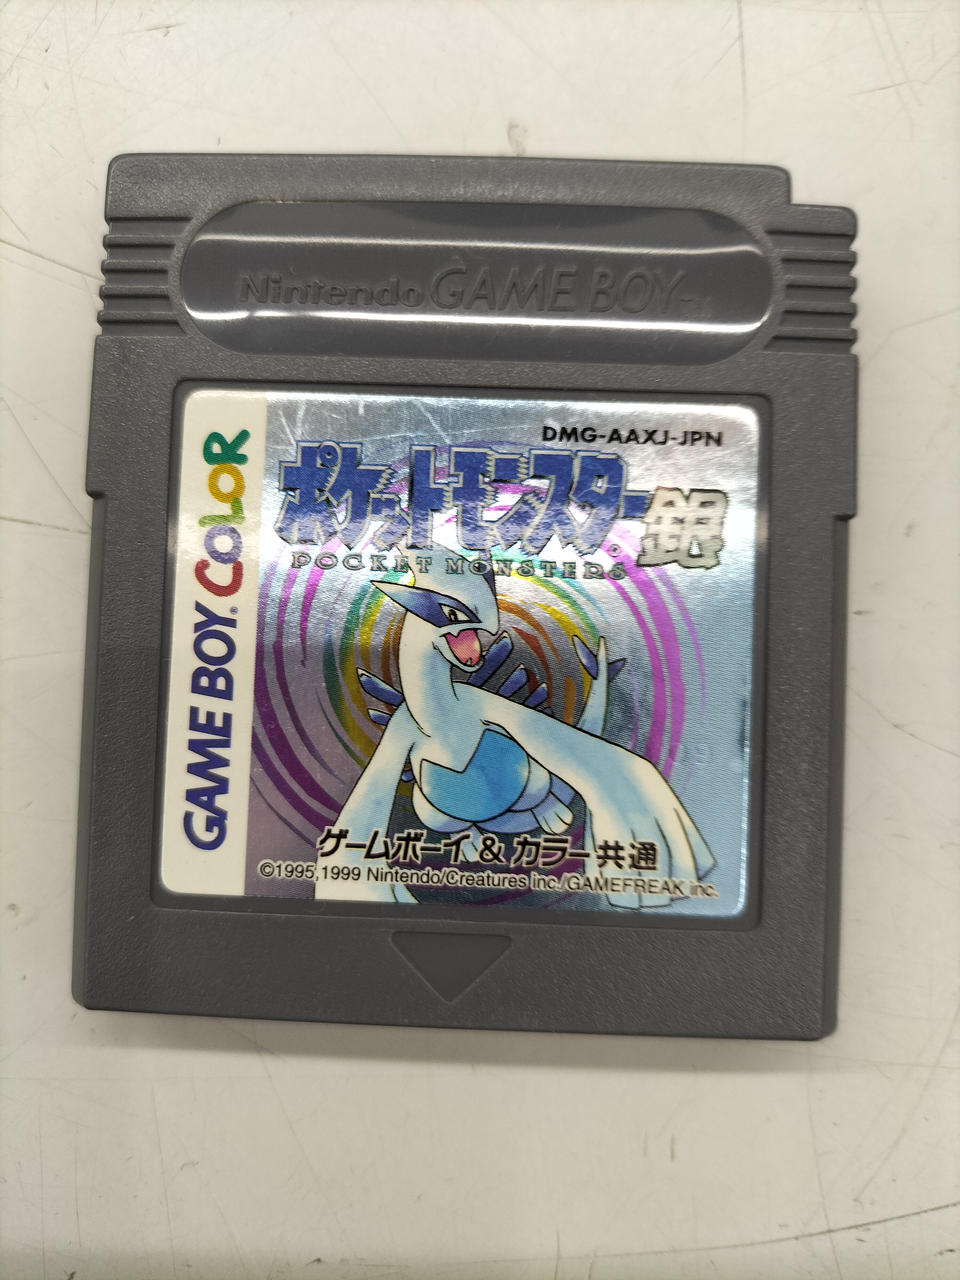 Nintendo GAME BOY TM
DMG-AAXJ-JPN
ポケットモンスター 銀
POCKET MONSTERS
GAME BOY® COLOR
ゲームボーイ & カラー 共通
©1995,1999 Nintendo/Creatures inc./GAMEFREAK inc.